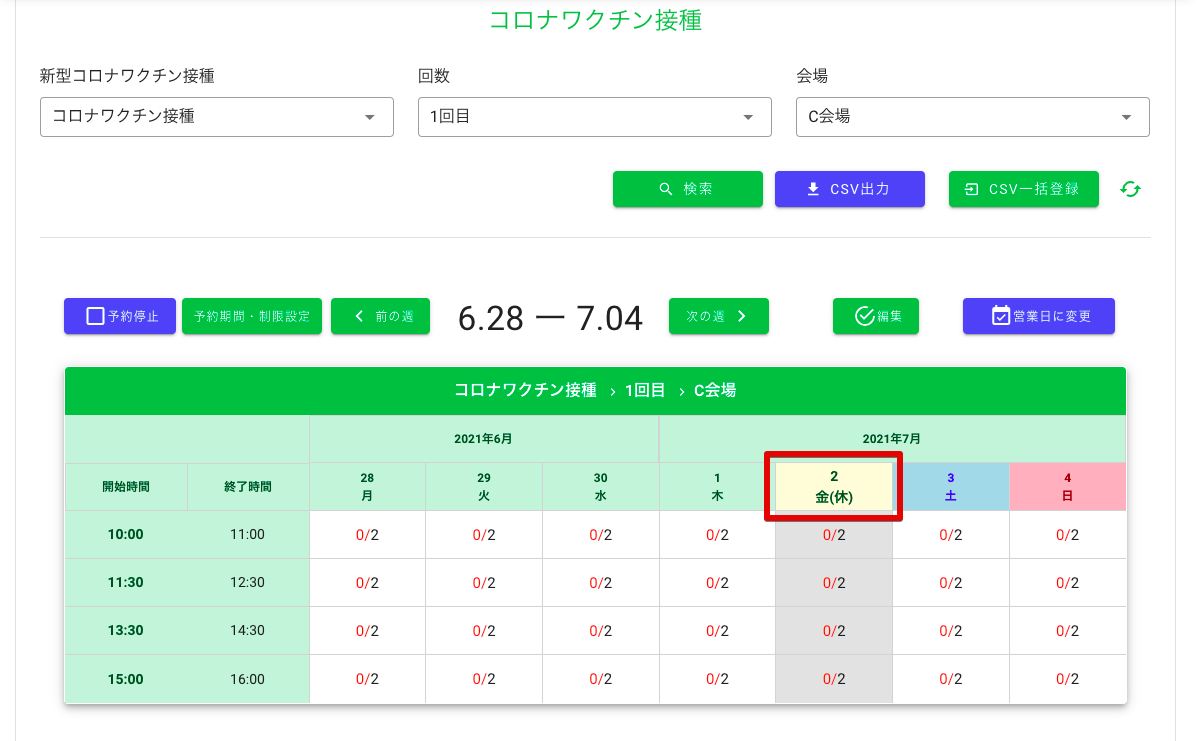 コロナワクチン接種
新型コロナワクチン接種 回数 会場
コロナワクチン接種 1回目 C会場
検索 CSV出力 CSV一括登録
予約停止 予約期間・制限設定 前の週 6.28 ー 7.04 次の週 編集 営業日に変更
コロナワクチン接種 › 1回目 › C会場
2021年6月 2021年7月
開始時間 終了時間 28 29 30 1 2 3 4
月 火 水 木 金(休) 土 日
10:00 11:00 0/2 0/2 0/2 0/2 0/2 0/2 0/2
11:30 12:30 0/2 0/2 0/2 0/2 0/2 0/2 0/2
13:30 14:30 0/2 0/2 0/2 0/2 0/2 0/2 0/2
15:00 16:00 0/2 0/2 0/2 0/2 0/2 0/2 0/2